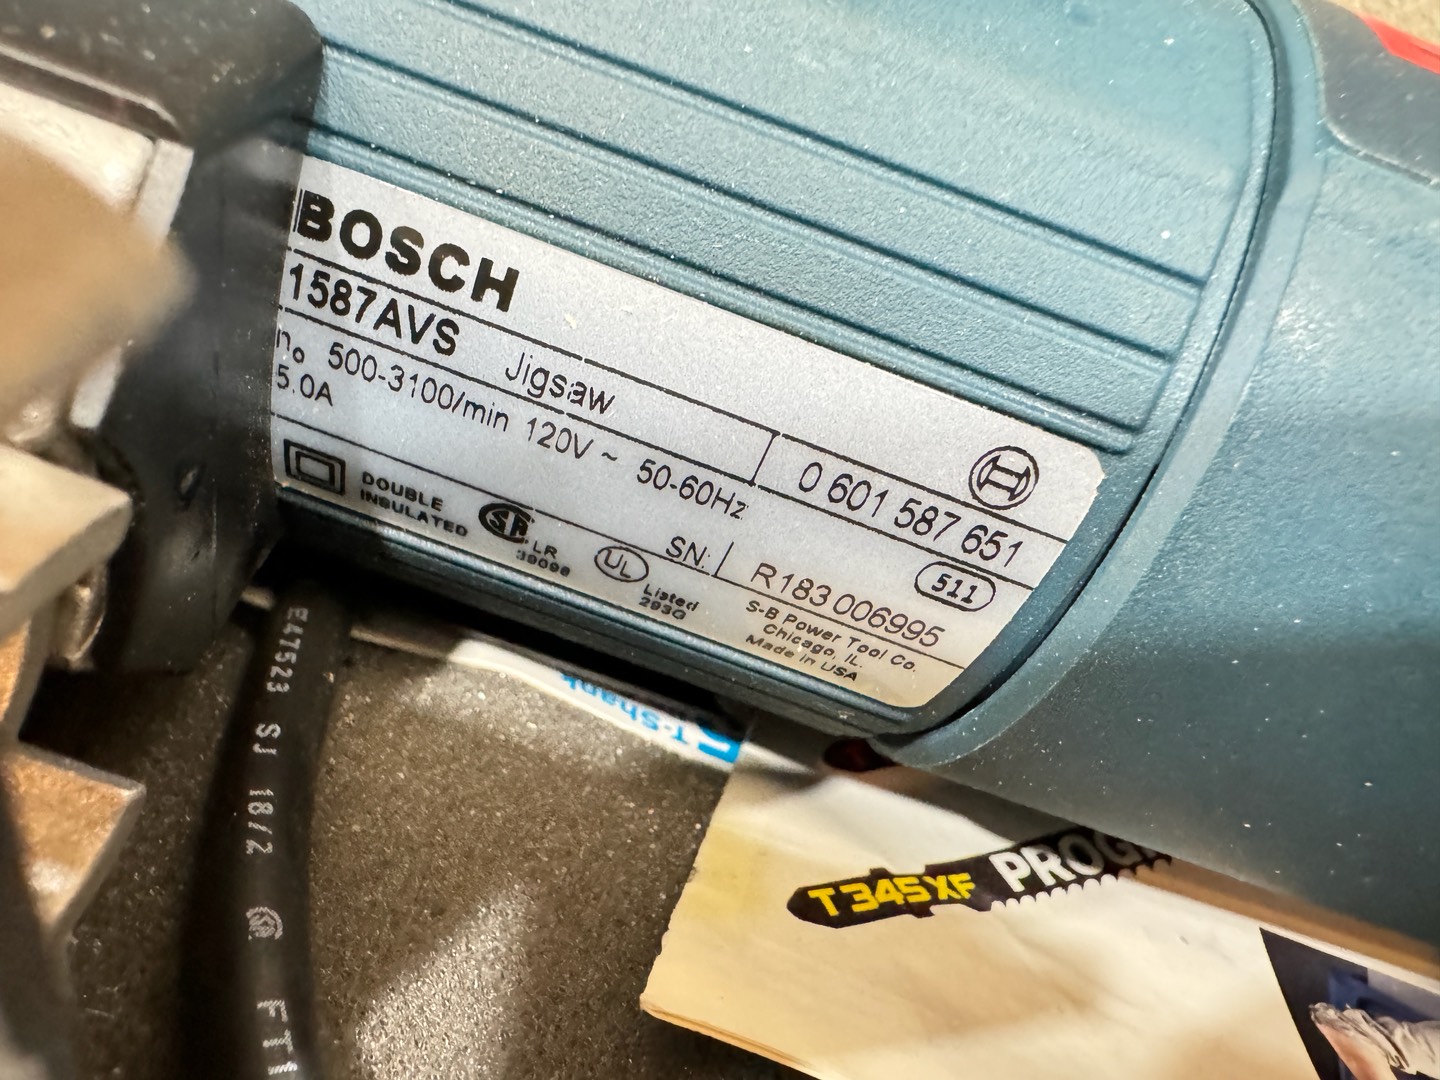 BOSCH
1587AVS Jigsaw
0 601 587 651
no 500-3100/min 120V ~ 50-60Hz
5.0A
511
DOUBLE
INSULATED
LR
39098
UL
Listed
293G
SN: R183 006995
S-B Power Tool Co.
Chicago, IL.
Made in USA
E47523 SJ 18/2
T-Shank
T345XF